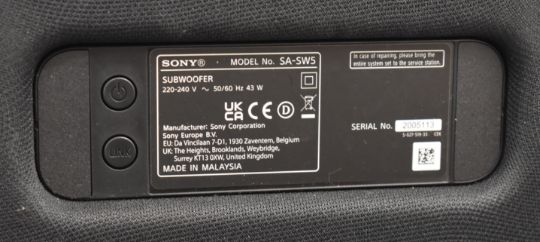 SONY® MODEL No. SA-SW5
SUBWOOFER
220-240 V ~ 50/60 Hz 43 W
UK
CA CE D
Manufacturer: Sony Corporation
Sony Europe B.V.
EU: Da Vincilaan 7-D1, 1930 Zaventem, Belgium
UK: The Heights, Brooklands, Weybridge,
Surrey KT13 0XW, United Kingdom
MADE IN MALAYSIA
LINK
In case of repairing, please bring the
entire system set to the service station.
SERIAL No. 2005113